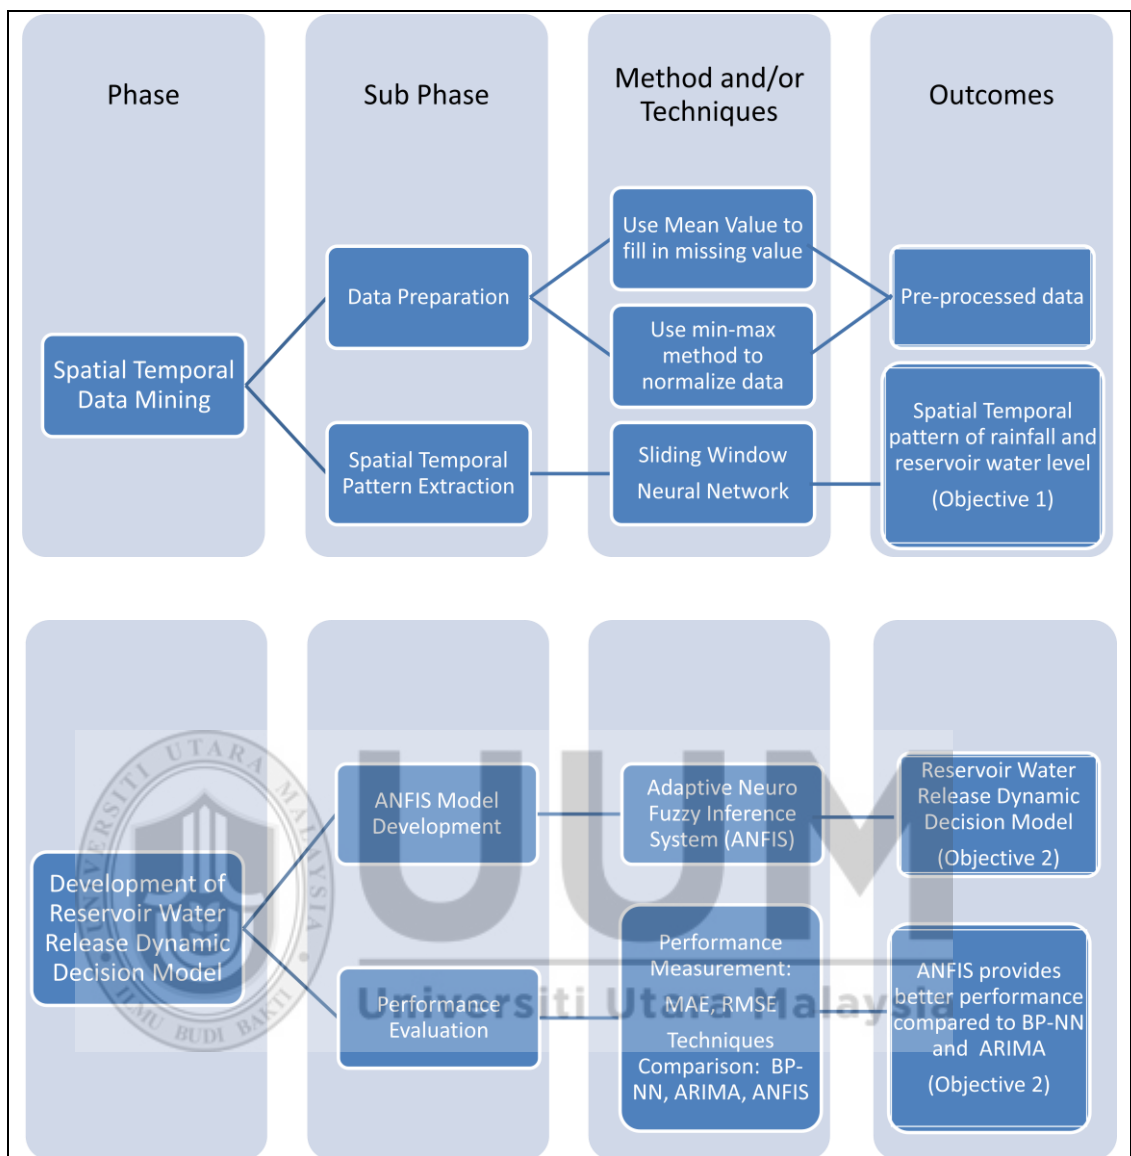 Phase
Sub Phase
Method and/or
Techniques
Outcomes
Spatial Temporal
Data Mining
Data Preparation
Use Mean Value to
fill in missing value
Use min-max
method to
normalize data
Pre-processed data
Spatial Temporal
Pattern Extraction
Sliding Window
Neural Network
Spatial Temporal
pattern of rainfall and
reservoir water level
(Objective 1)
Development of
Reservoir Water
Release Dynamic
Decision Model
ANFIS Model
Development
Adaptive Neuro
Fuzzy Inference
System (ANFIS)
Reservoir Water
Release Dynamic
Decision Model
(Objective 2)
Performance
Evaluation
Performance
Measurement:
MAE, RMSE
Techniques
Comparison: BP-
NN, ARIMA, ANFIS
ANFIS provides
better performance
compared to BP-NN
and ARIMA
(Objective 2)
UNIVERSITI UTARA MALAYSIA
ILMU BUDI BAKTI
UUM
Universiti Utara Malaysia